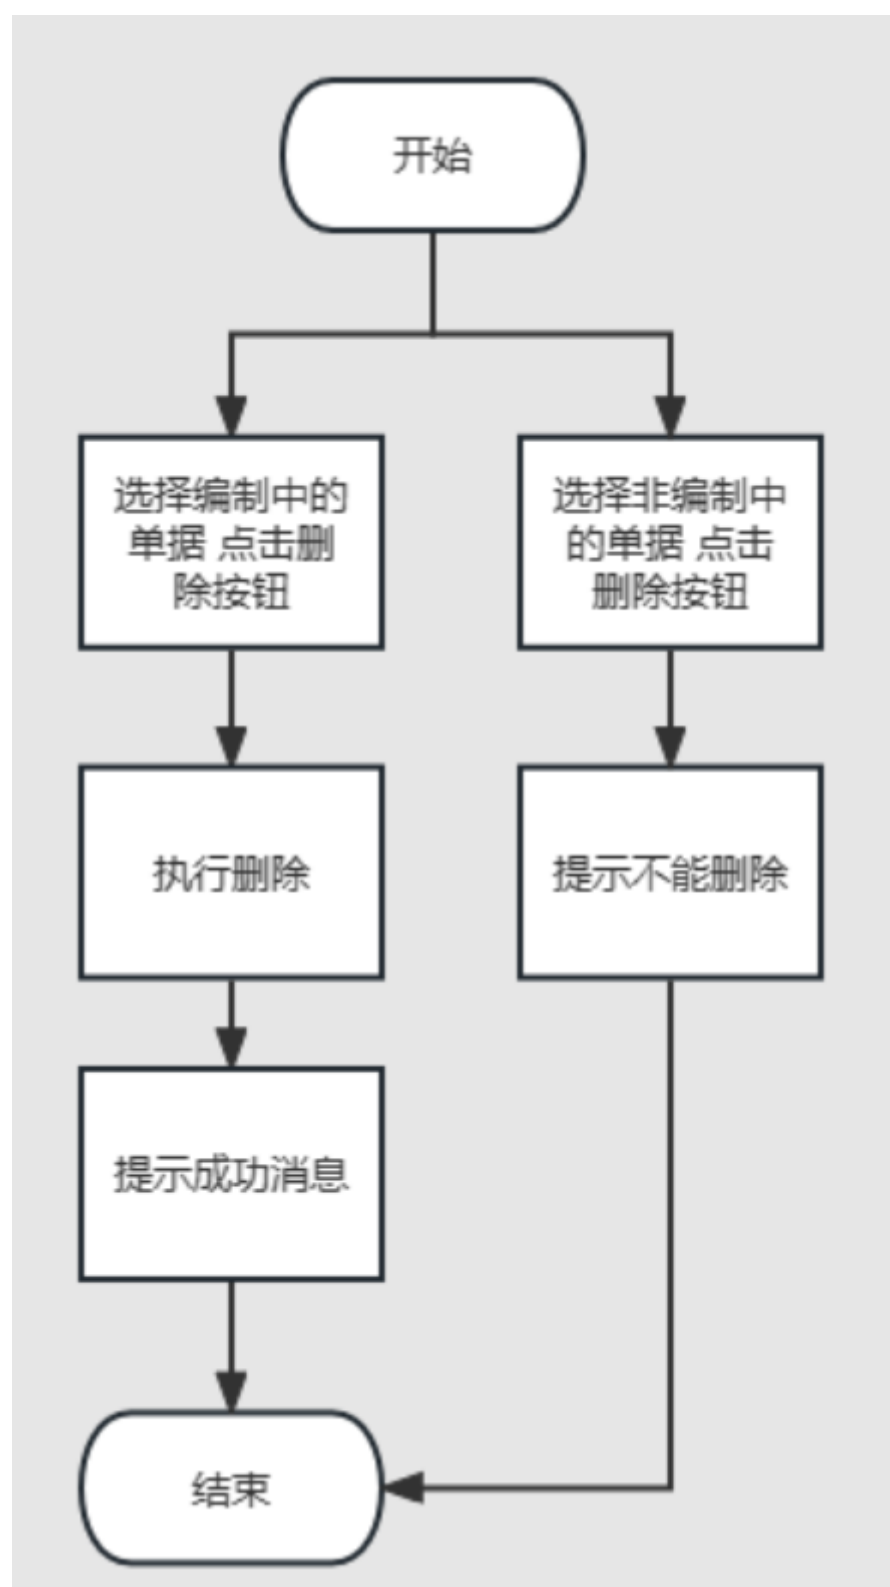 开始
选择编制中的
单据 点击删
除按钮
选择非编制中
的单据 点击
删除按钮
执行删除
提示不能删除
提示成功消息
结束